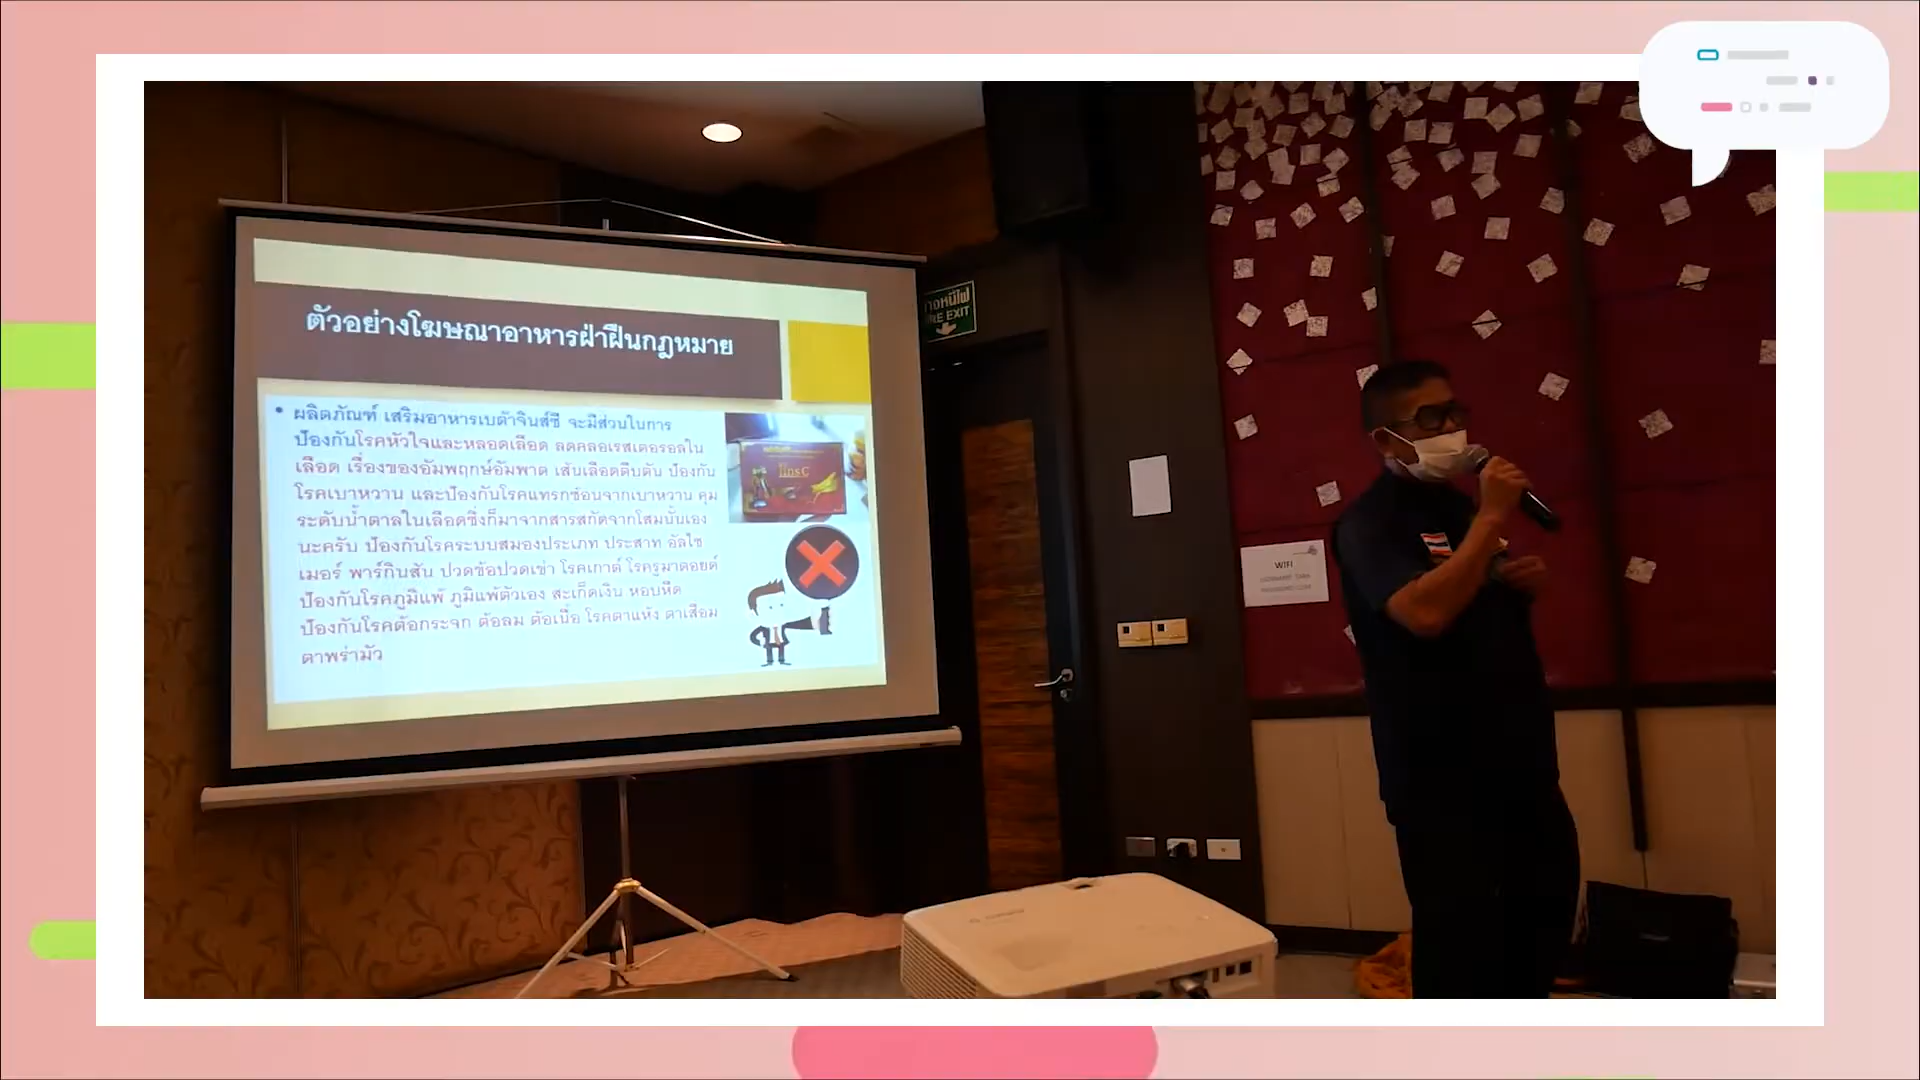 ตัวอย่างโฆษณาอาหารฝ่าฝืนกฎหมาย
• ผลิตภัณฑ์ เสริมอาหารเบต้าจินส์ซี จะมีส่วนในการ
ป้องกันโรคหัวใจและหลอดเลือด ลดคลอเรสเตอรอลใน
เลือด เรื่องของอัมพฤกษ์อัมพาต เส้นเลือดตีบตัน ป้องกัน
โรคเบาหวาน และป้องกันโรคแทรกซ้อนจากเบาหวาน คุม
ระดับน้ำตาลในเลือดซึ่งก็มาจากสารสกัดจากโสมนั้นเอง
นะครับ ป้องกันโรคระบบสมองประเภท ประสาท อัลไซ
เมอร์ พาร์กินสัน ปวดข้อปวดเข่า โรคเกาต์ โรครูมาตอยด์
ป้องกันโรคภูมิแพ้ ภูมิแพ้ตัวเอง สะเก็ดเงิน หอบหืด
ป้องกันโรคต้อกระจก ต้อลม ต้อเนื้อ โรคตาแห้ง ตาเสื่อม
ตาพร่ามัว
หนีไฟ
EXIT
WIFI